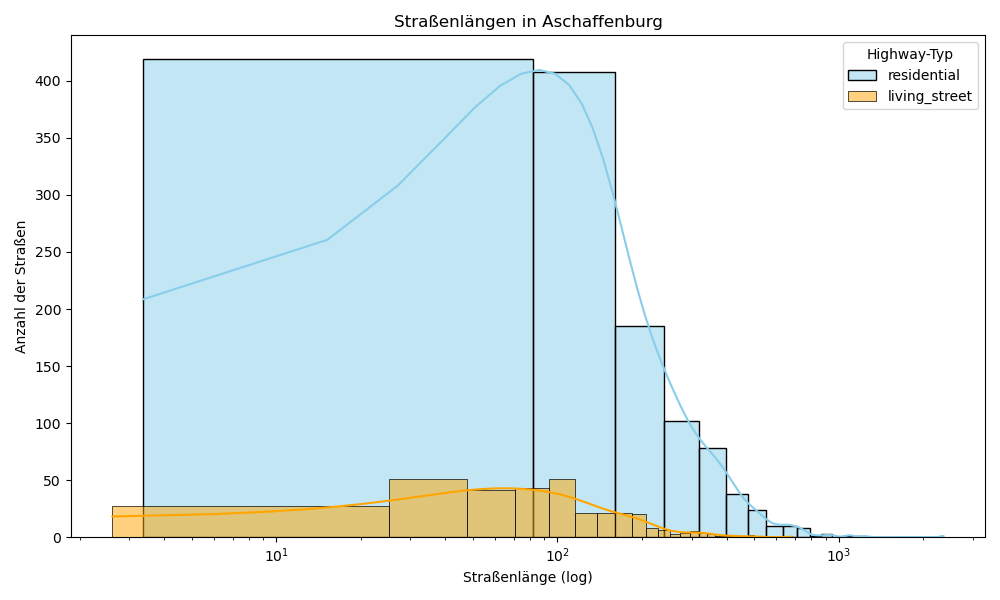 Straßenlängen in Aschaffenburg
Highway-Typ
residential
living_street
Anzahl der Straßen
400
350
300
250
200
150
100
50
0
10¹
10²
10³
Straßenlänge (log)